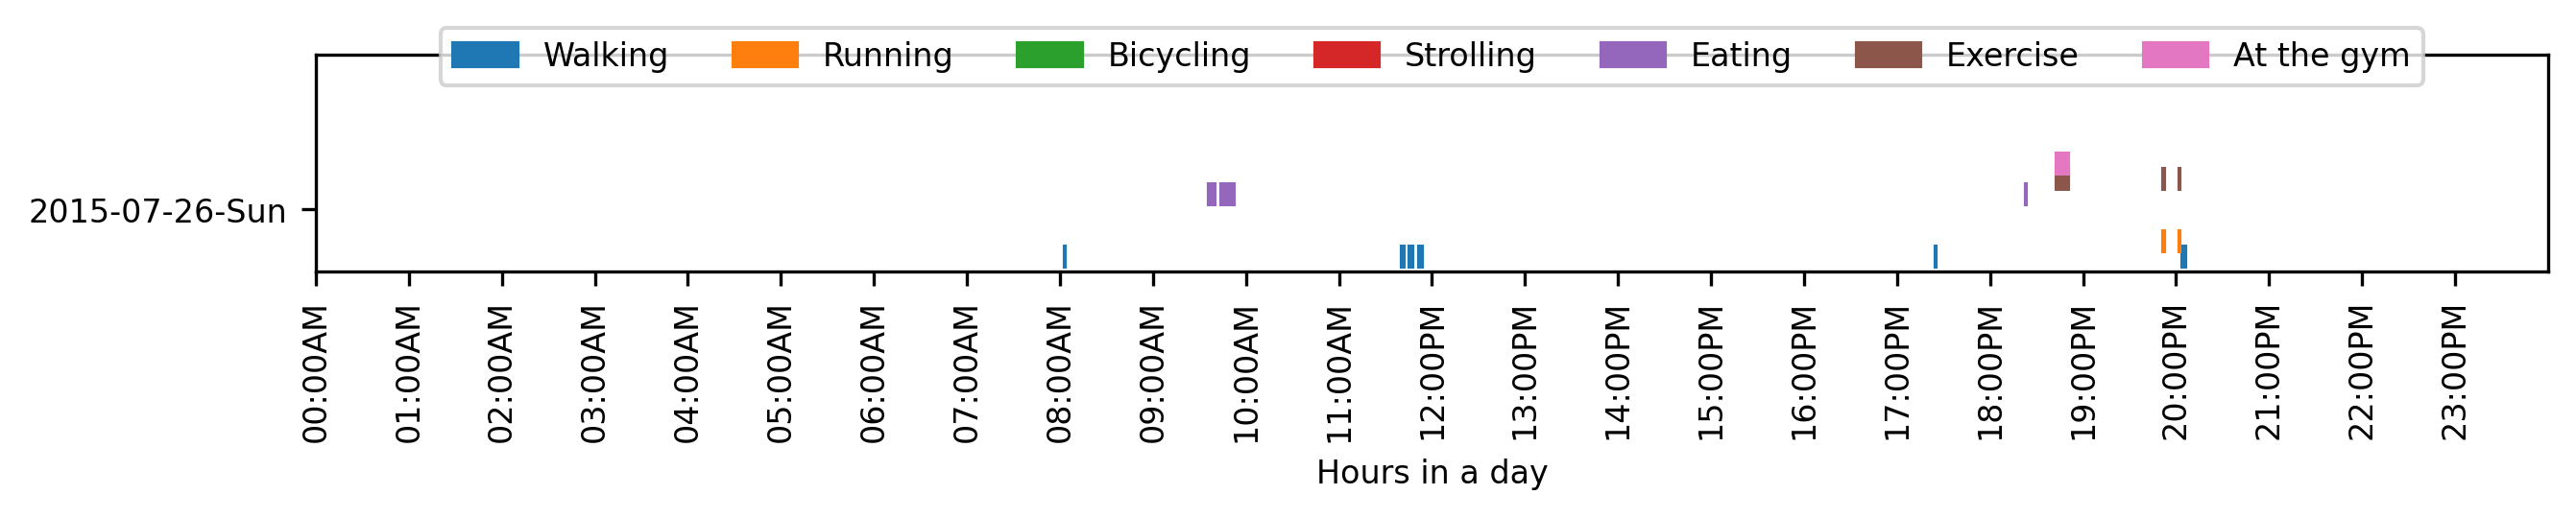 Walking Running Bicycling Strolling Eating Exercise At the gym
2015-07-26-Sun
00:00AM 01:00AM 02:00AM 03:00AM 04:00AM 05:00AM 06:00AM 07:00AM 08:00AM 09:00AM 10:00AM 11:00AM 12:00PM 13:00PM 14:00PM 15:00PM 16:00PM 17:00PM 18:00PM 19:00PM 20:00PM 21:00PM 22:00PM 23:00PM
Hours in a day